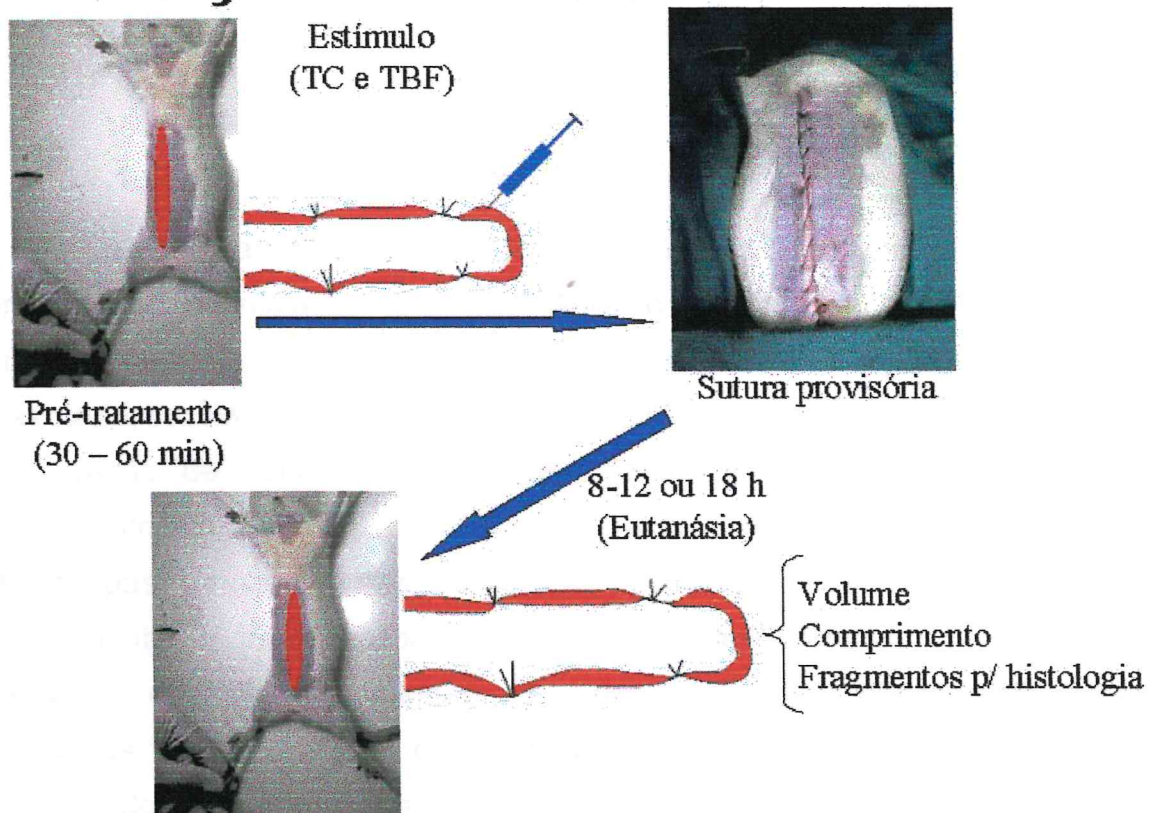 Estímulo
(TC e TBF)
Sutura provisória
Pré-tratamento
(30 – 60 min)
8-12 ou 18 h
(Eutanásia)
Volume
Comprimento
Fragmentos p/ histologia